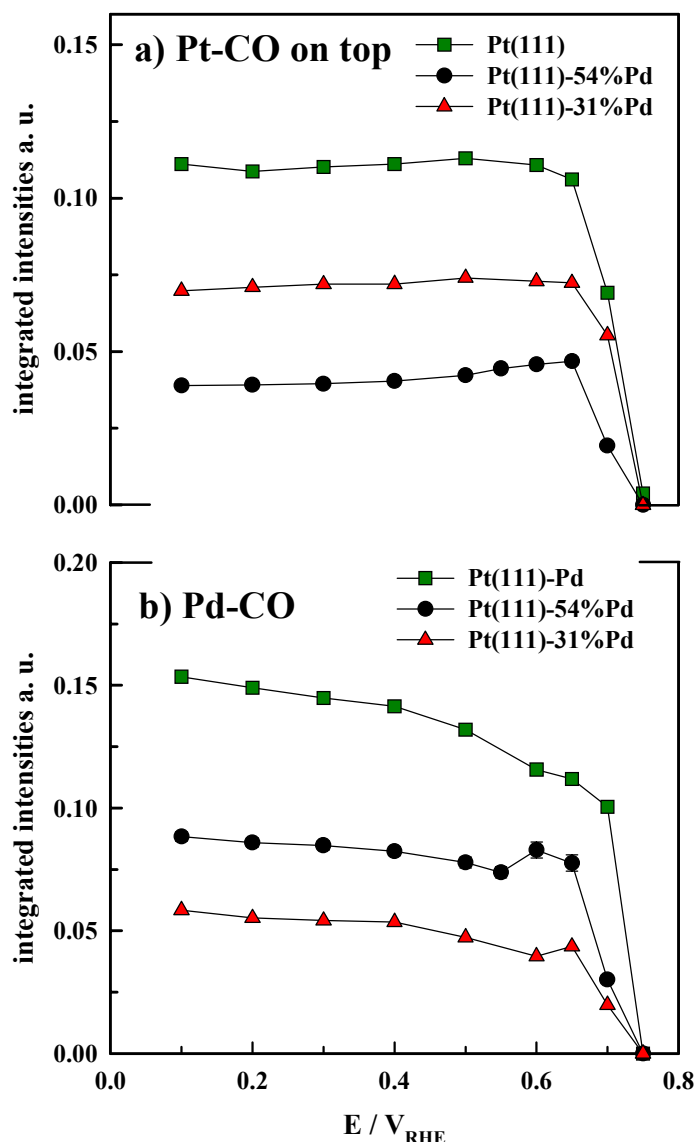 a) Pt-CO on top
Pt(111)
Pt(111)-54%Pd
Pt(111)-31%Pd
0.15
0.10
0.05
0.00
integrated intensities a. u.
b) Pd-CO
Pt(111)-Pd
Pt(111)-54%Pd
Pt(111)-31%Pd
0.20
0.15
0.10
0.05
0.00
integrated intensities a. u.
0.0 0.2 0.4 0.6 0.8
E / V_RHE